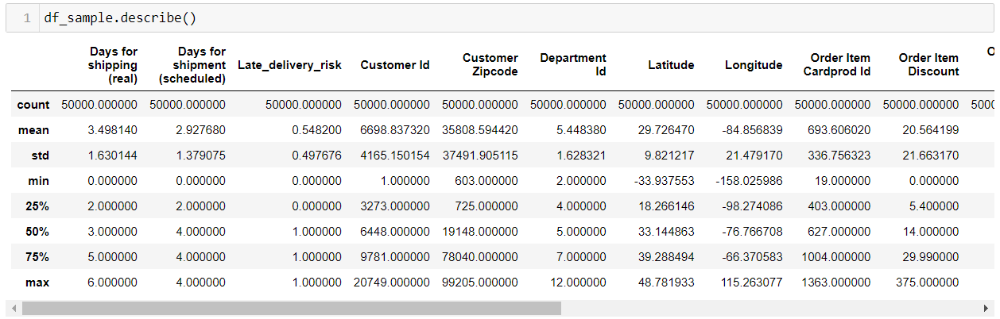 1 df_sample.describe()
Days for shipping (real) Days for shipment (scheduled) Late_delivery_risk Customer Id Customer Zipcode Department Id Latitude Longitude Order Item Cardprod Id Order Item Discount O
count 50000.000000 50000.000000 50000.000000 50000.000000 50000.000000 50000.000000 50000.000000 50000.000000 50000.000000 50000.000000 5000
mean 3.498140 2.927680 0.548200 6698.837320 35808.594420 5.448380 29.726470 -84.856839 693.606020 20.564199
std 1.630144 1.379075 0.497676 4165.150154 37491.905115 1.628321 9.821217 21.479170 336.756323 21.663170
min 0.000000 0.000000 0.000000 1.000000 603.000000 2.000000 -33.937553 -158.025986 19.000000 0.000000
25% 2.000000 2.000000 0.000000 3273.000000 725.000000 4.000000 18.266146 -98.274086 403.000000 5.400000
50% 3.000000 4.000000 1.000000 6448.000000 19148.000000 5.000000 33.144863 -76.766708 627.000000 14.000000
75% 5.000000 4.000000 1.000000 9781.000000 78040.000000 7.000000 39.288494 -66.370583 1004.000000 29.990000
max 6.000000 4.000000 1.000000 20749.000000 99205.000000 12.000000 48.781933 115.263077 1363.000000 375.000000